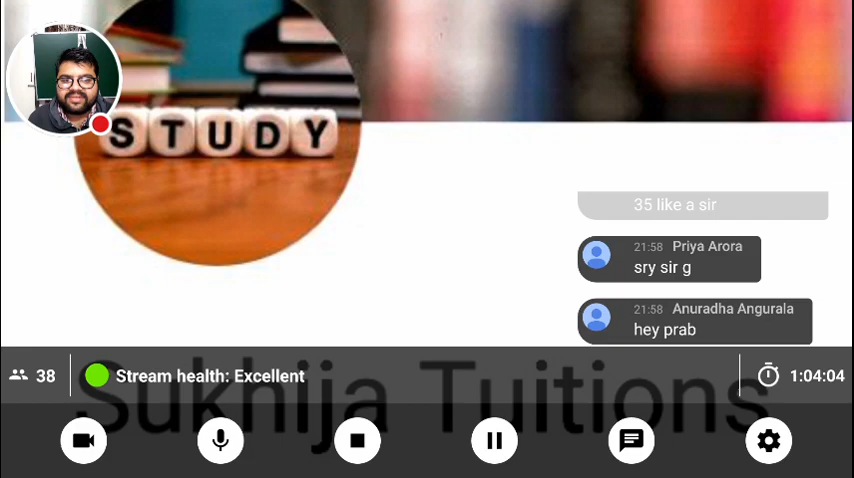 STUDY
35 like a sir
21:58 Priya Arora
sry sir g
21:58 Anuradha Angurala
hey prab
38
Stream health: Excellent
1:04:04
Sukhija Tuitions